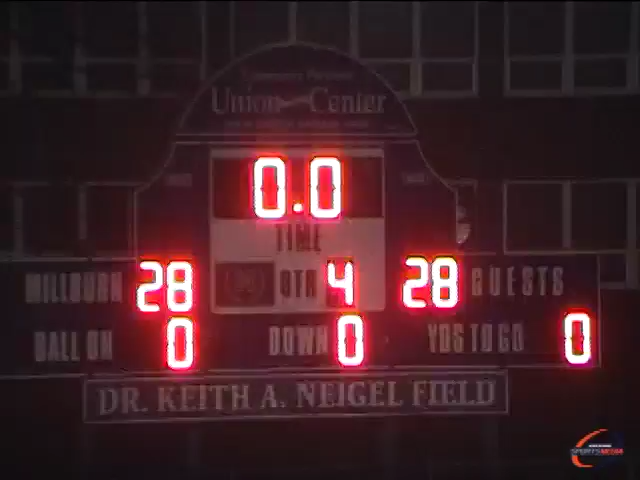 Union Center
0.0
TIME
MILLBURN 28 QTR 4 28 GUESTS
BALL ON 0 DOWN 0 YDS TO GO 0
DR. KEITH A. NEIGEL FIELD
SPORTSMEDIA